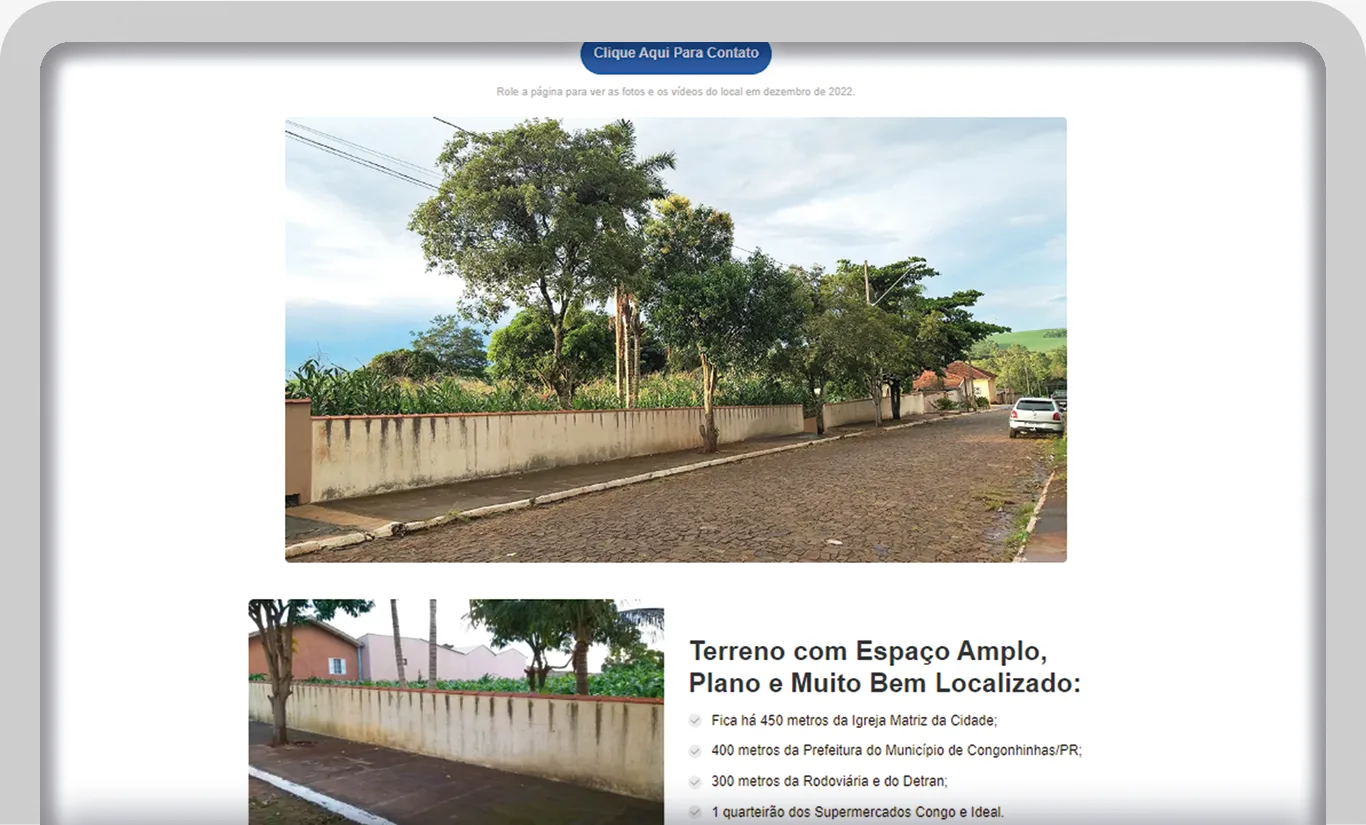 Clique Aqui Para Contato
Role a página para ver as fotos e os vídeos do local em dezembro de 2022.
Terreno com Espaço Amplo,
Plano e Muito Bem Localizado:
Fica há 450 metros da Igreja Matriz da Cidade;
400 metros da Prefeitura do Município de Congonhinhas/PR;
300 metros da Rodoviária e do Detran;
1 quarteirão dos Supermercados Congo e Ideal.